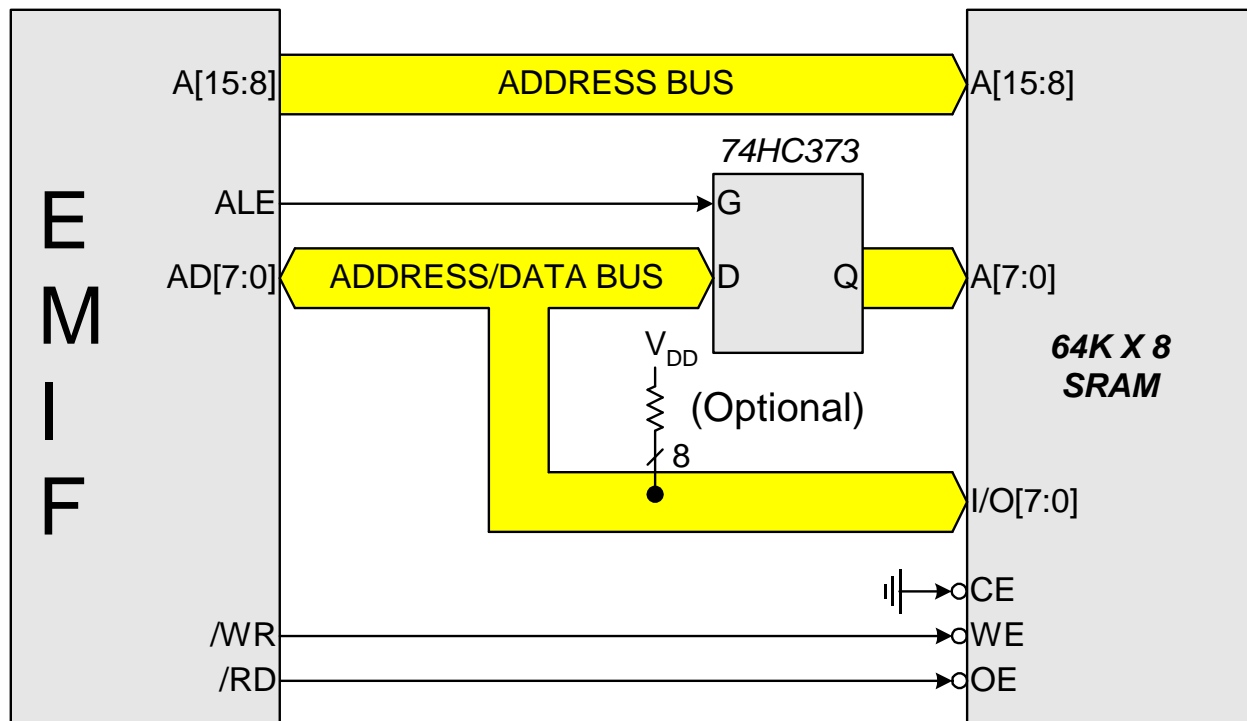 A[15:8]
ADDRESS BUS
A[15:8]
74HC373
ALE
G
AD[7:0]
ADDRESS/DATA BUS
D
Q
A[7:0]
E
M
I
F
VDD
(Optional)
8
64K X 8
SRAM
I/O[7:0]
CE
/WR
WE
/RD
OE